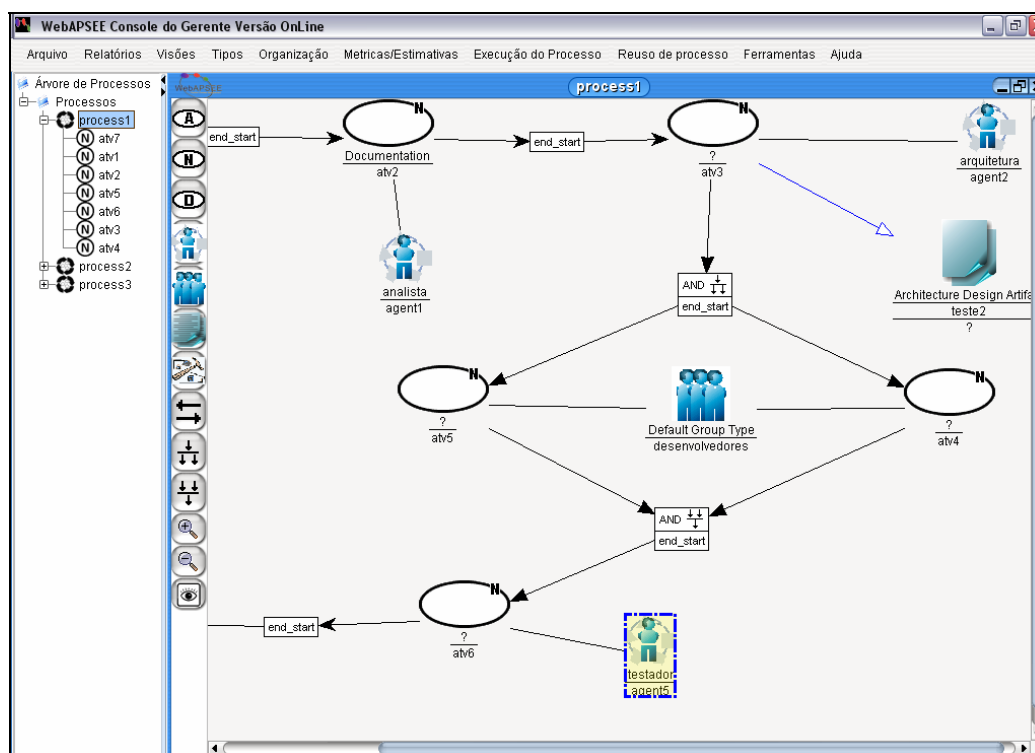 WebAPSEE Console do Gerente Versão OnLine
Arquivo Relatórios Visões Tipos Organização Metricas/Estimativas Execução do Processo Reuso de processo Ferramentas Ajuda
Árvore de Processos
Processos
process1
N atv7
N atv1
N atv2
N atv5
N atv6
N atv3
N atv4
process2
process3
WebAPSEE
process1
A
N
D
end_start
N
Documentation
atv2
end_start
N
?
atv3
arquitetura
agent2
analista
agent1
AND
end_start
Architecture Design Artifa
teste2
?
N
?
atv5
Default Group Type
desenvolvedores
N
?
atv4
AND
end_start
N
?
atv6
end_start
testador
agent5